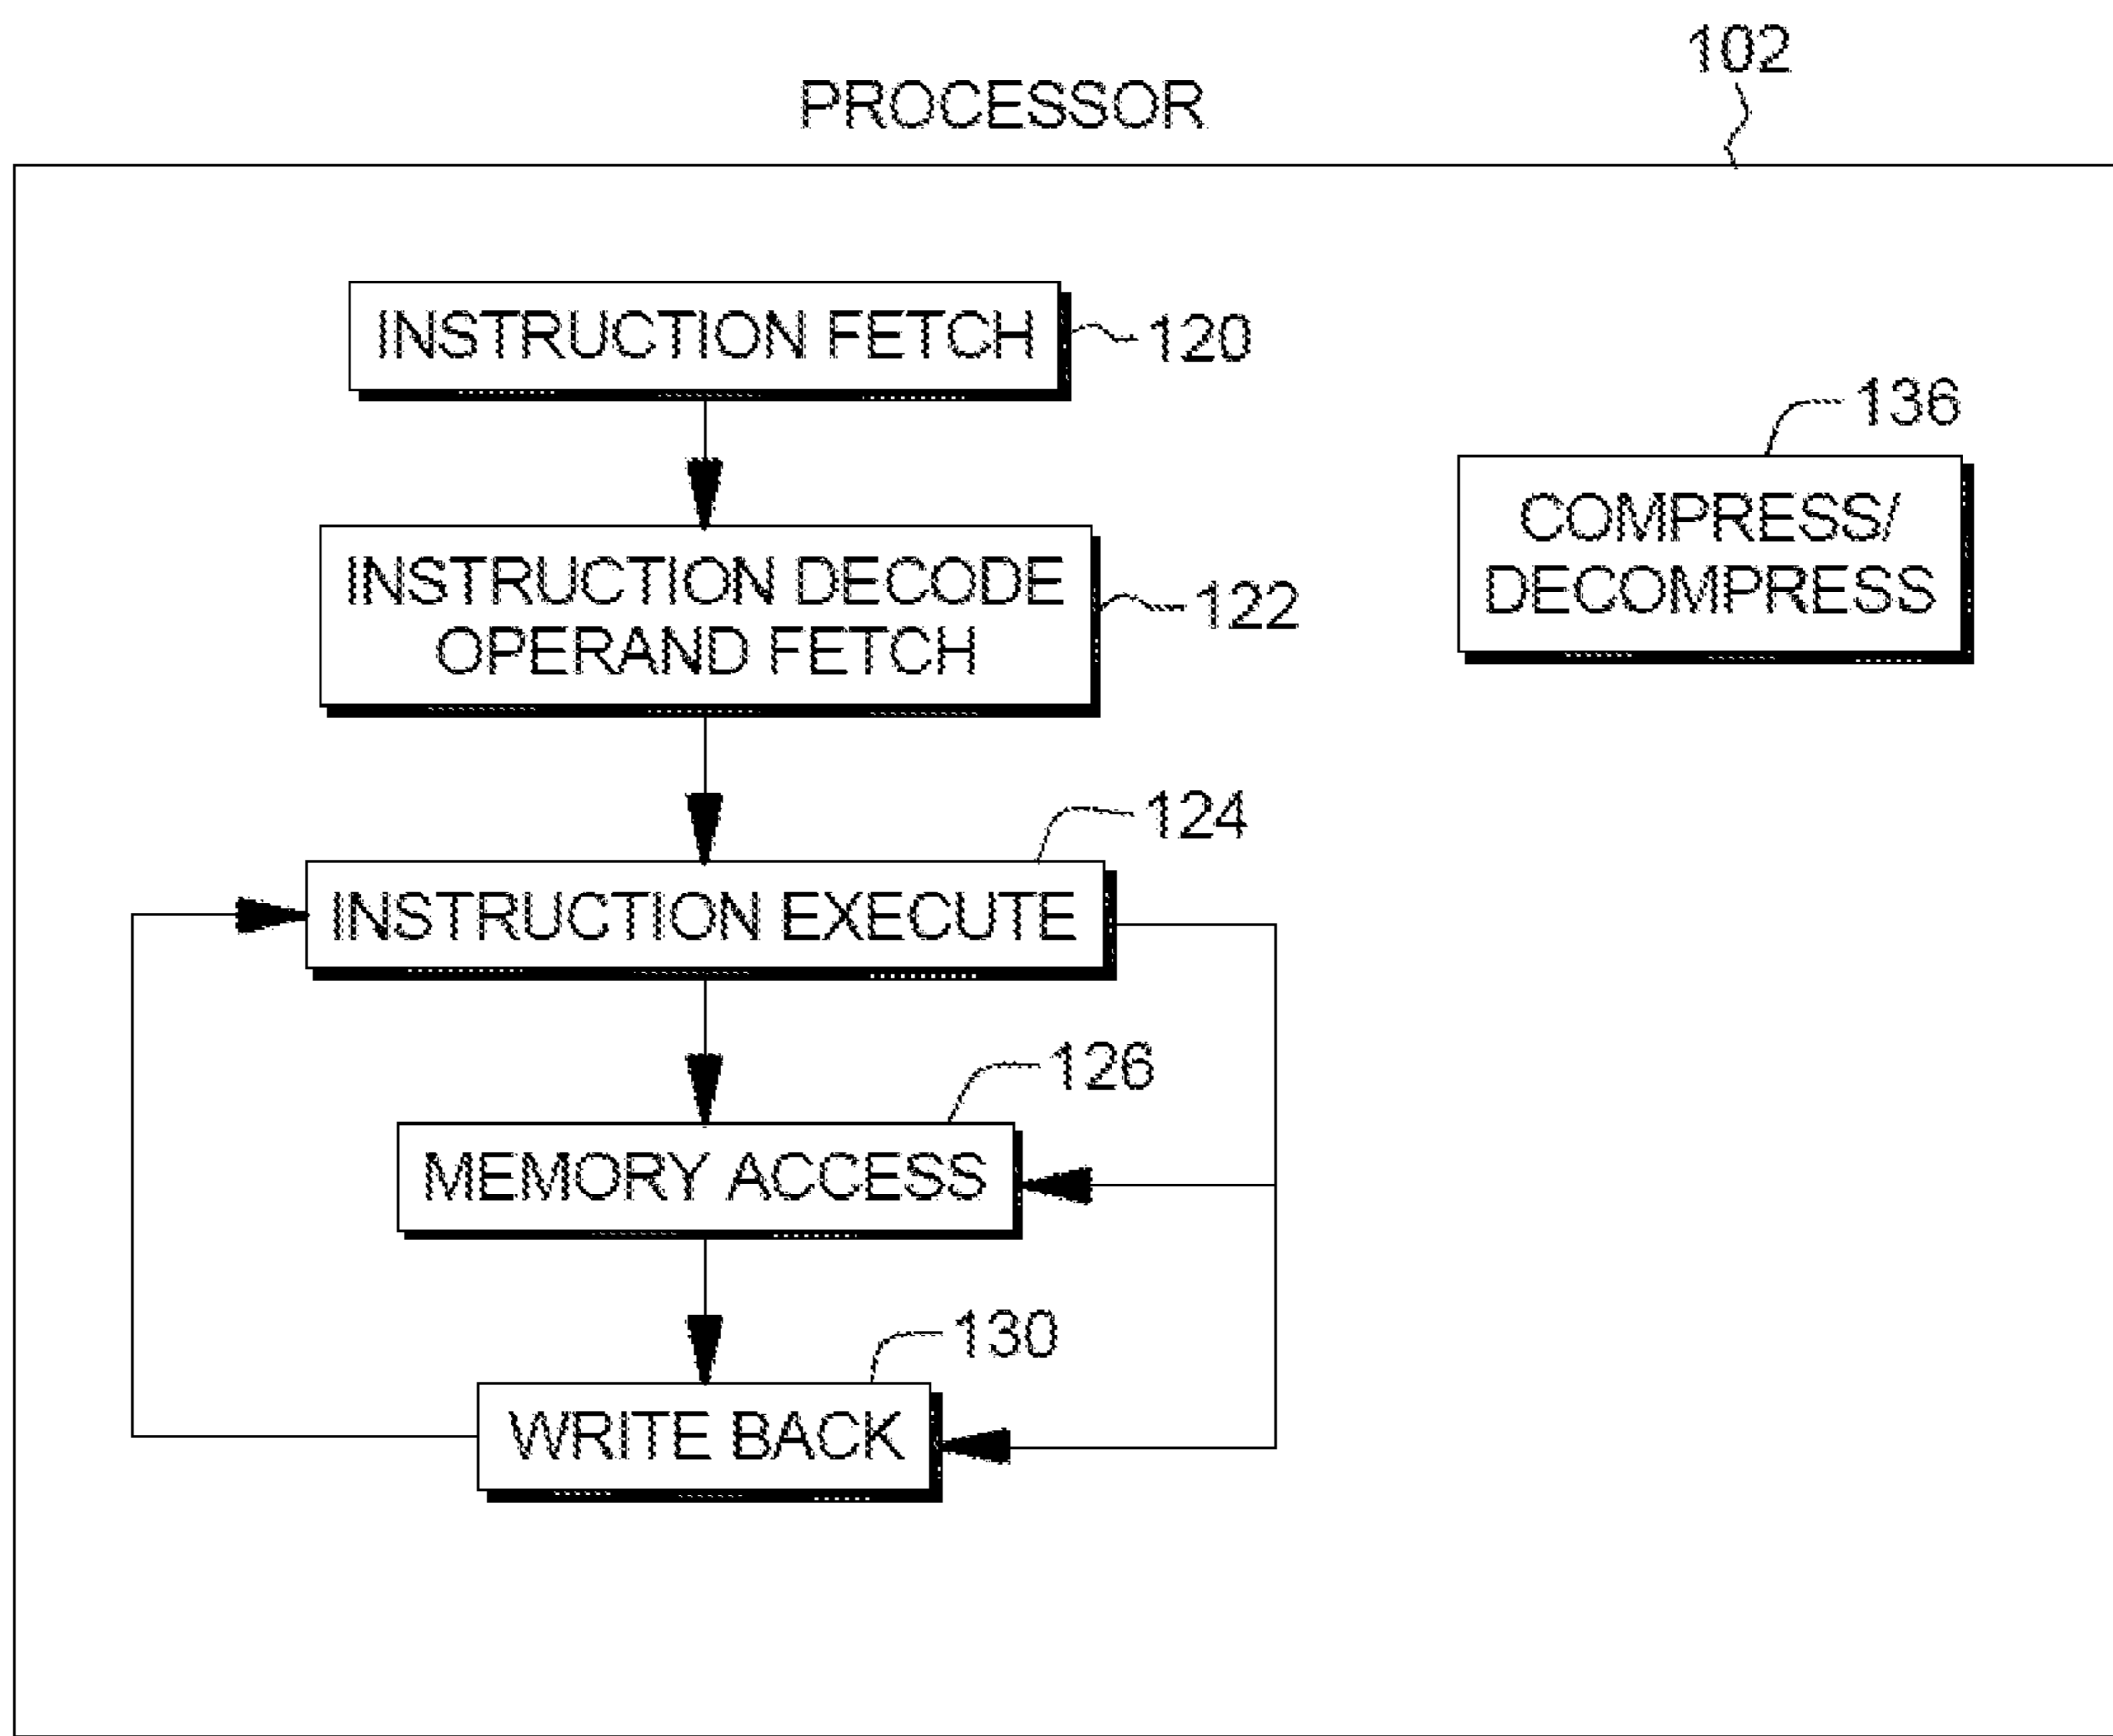 102
PROCESSOR
INSTRUCTION FETCH
120
136
COMPRESS/
DECOMPRESS
INSTRUCTION DECODE
OPERAND FETCH
122
124
INSTRUCTION EXECUTE
126
MEMORY ACCESS
130
WRITE BACK